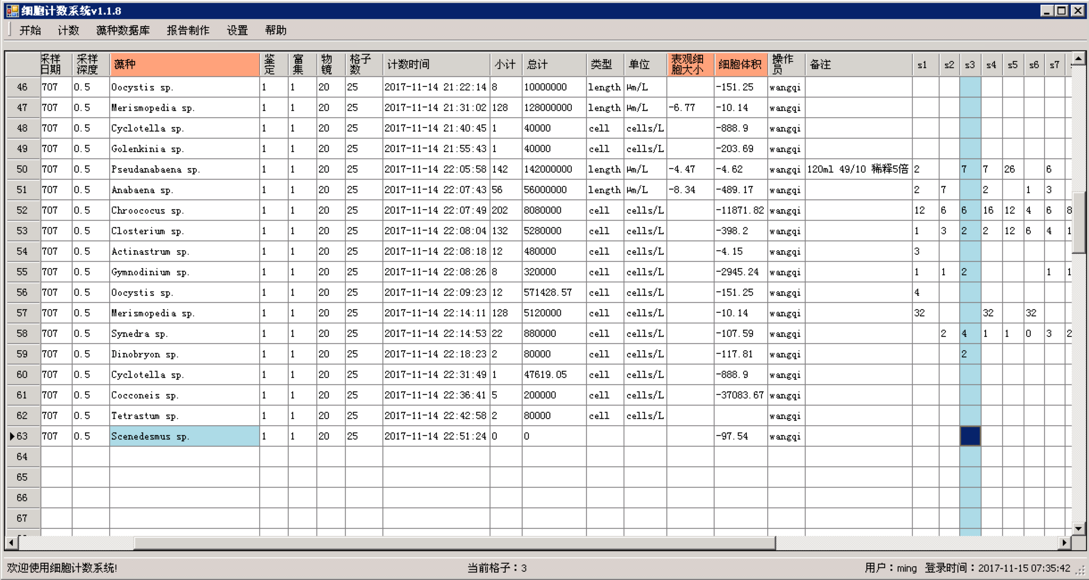 细胞计数系统v1.1.8
开始 计数 藻种数据库 报告制作 设置 帮助
采样日期 采样深度 藻种 鉴定 富集 物镜 格子数 计数时间 小计 总计 类型 单位 表观细胞大小 细胞体积 操作员 备注 s1 s2 s3 s4 s5 s6 s7
46 707 0.5 Oocystis sp. 1 1 20 25 2017-11-14 21:22:14 8 10000000 length μm/L -151.25 wangqi
47 707 0.5 Merismopedia sp. 1 1 20 25 2017-11-14 21:31:02 128 128000000 length μm/L -6.77 -10.14 wangqi
48 707 0.5 Cyclotella sp. 1 1 20 25 2017-11-14 21:40:45 1 40000 cell cells/L -888.9 wangqi
49 707 0.5 Golenkinia sp. 1 1 20 25 2017-11-14 21:55:43 1 40000 cell cells/L -203.69 wangqi
50 707 0.5 Pseudanabaena sp. 1 1 20 25 2017-11-14 22:05:58 142 142000000 length μm/L -4.47 -4.62 wangqi 120ml 49/10 稀释5倍 2 7 7 26 6
51 707 0.5 Anabaena sp. 1 1 20 25 2017-11-14 22:07:43 56 56000000 length μm/L -8.34 -489.17 wangqi 2 7 2 1 3
52 707 0.5 Chroococus sp. 1 1 20 25 2017-11-14 22:07:49 202 8080000 cell cells/L -11871.82 wangqi 12 6 6 16 12 4 6 8
53 707 0.5 Closterium sp. 1 1 20 25 2017-11-14 22:08:04 132 5280000 cell cells/L -398.2 wangqi 1 3 2 2 12 6 4 1
54 707 0.5 Actinastrum sp. 1 1 20 25 2017-11-14 22:08:18 12 480000 cell cells/L -4.15 wangqi 3
55 707 0.5 Gymnodinium sp. 1 1 20 25 2017-11-14 22:08:26 8 320000 cell cells/L -2945.24 wangqi 1 1 2 1 1
56 707 0.5 Oocystis sp. 1 1 20 25 2017-11-14 22:09:23 12 571428.57 cell cells/L -151.25 wangqi 4
57 707 0.5 Merismopedia sp. 1 1 20 25 2017-11-14 22:14:11 128 5120000 cell cells/L -10.14 wangqi 32 32 32
58 707 0.5 Synedra sp. 1 1 20 25 2017-11-14 22:14:53 22 880000 cell cells/L -107.59 wangqi 2 4 1 1 0 3 2
59 707 0.5 Dinobryon sp. 1 1 20 25 2017-11-14 22:18:23 2 80000 cell cells/L -117.81 wangqi 2
60 707 0.5 Cyclotella sp. 1 1 20 25 2017-11-14 22:31:49 1 47619.05 cell cells/L -888.9 wangqi
61 707 0.5 Cocconeis sp. 1 1 20 25 2017-11-14 22:36:41 5 200000 cell cells/L -37083.67 wangqi
62 707 0.5 Tetrastum sp. 1 1 20 25 2017-11-14 22:42:58 2 80000 cell cells/L wangqi
63 707 0.5 Scenedesmus sp. 1 1 20 25 2017-11-14 22:51:24 0 0 -97.54 wangqi
64
65
66
67
欢迎使用细胞计数系统! 当前格子:3 用户:ming 登录时间:2017-11-15 07:35:42